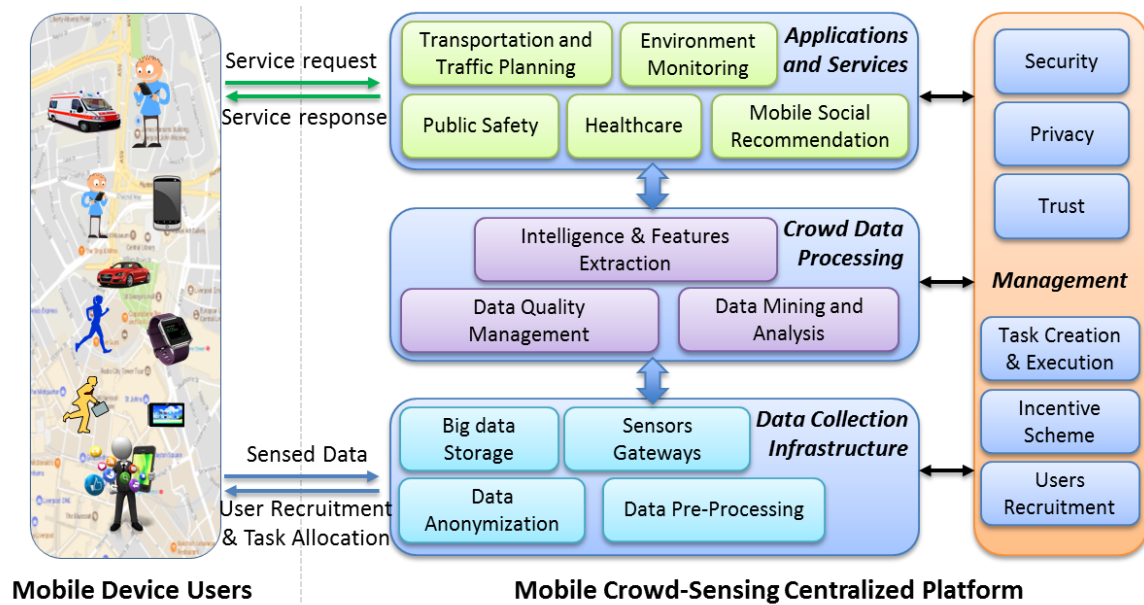 Service request
Service response
Sensed Data
User Recruitment
& Task Allocation
Mobile Device Users
Applications
and Services
Transportation and
Traffic Planning
Environment
Monitoring
Public Safety
Healthcare
Mobile Social
Recommendation
Crowd Data
Processing
Intelligence & Features
Extraction
Data Quality
Management
Data Mining and
Analysis
Data Collection
Infrastructure
Big data
Storage
Sensors
Gateways
Data
Anonymization
Data Pre-Processing
Security
Privacy
Trust
Management
Task Creation
& Execution
Incentive
Scheme
Users
Recruitment
Mobile Crowd-Sensing Centralized Platform